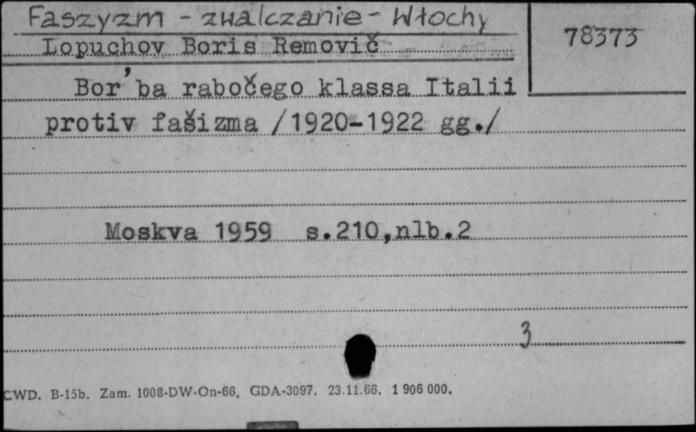 Faszyzm - zwalczanie - Włochy
78373
Lopuchov Boris Removič
Bor'ba rabočego klassa Italii
protiv fašizma /1920-1922 gg./
Moskva 1959 s.210,nlb.2
3
CWD. B-15b. Zam. 1008-DW-On-66. GDA-3097. 23.11.66. 1 906 000.